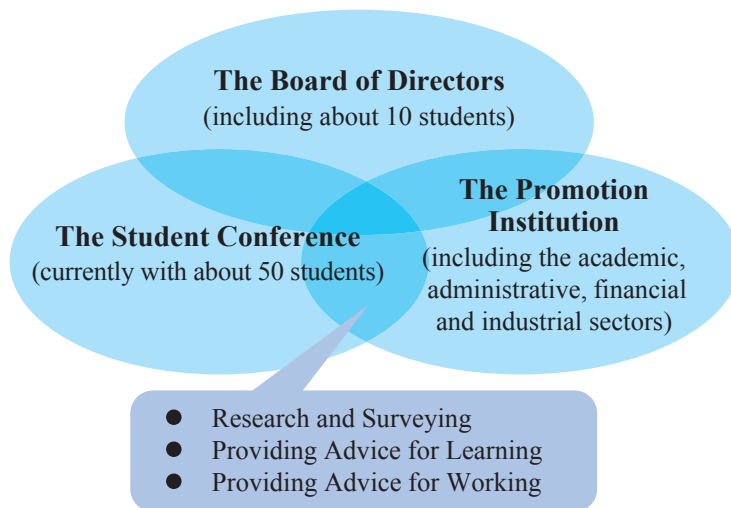 The Board of Directors
(including about 10 students)
The Student Conference
(currently with about 50 students)
The Promotion
Institution
(including the academic,
administrative, financial
and industrial sectors)
● Research and Surveying
● Providing Advice for Learning
● Providing Advice for Working